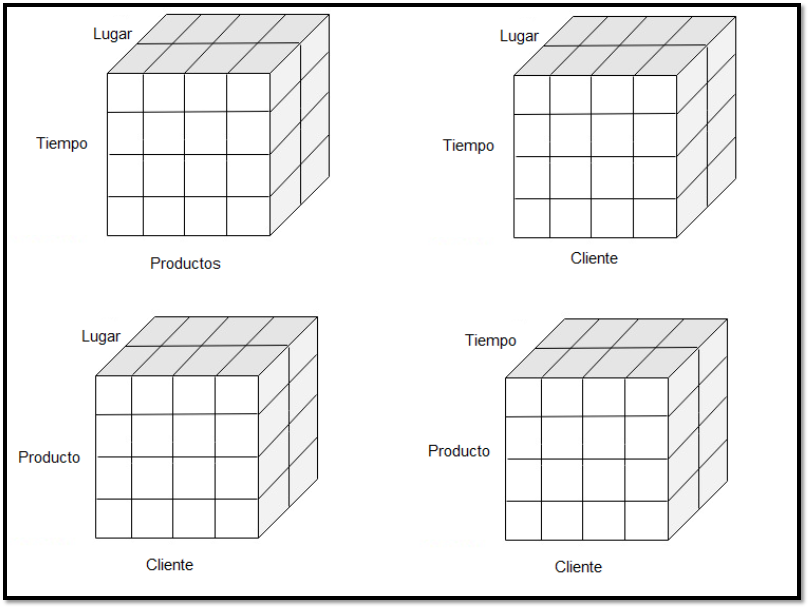 Lugar
Tiempo
Productos
Lugar
Tiempo
Cliente
Lugar
Producto
Cliente
Tiempo
Producto
Cliente